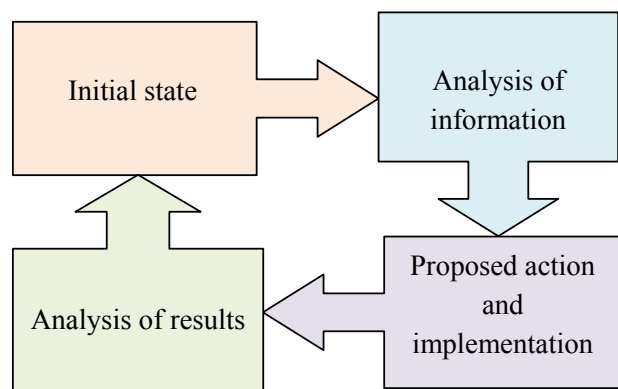 Initial state
Analysis of
information
Proposed action
and
implementation
Analysis of results